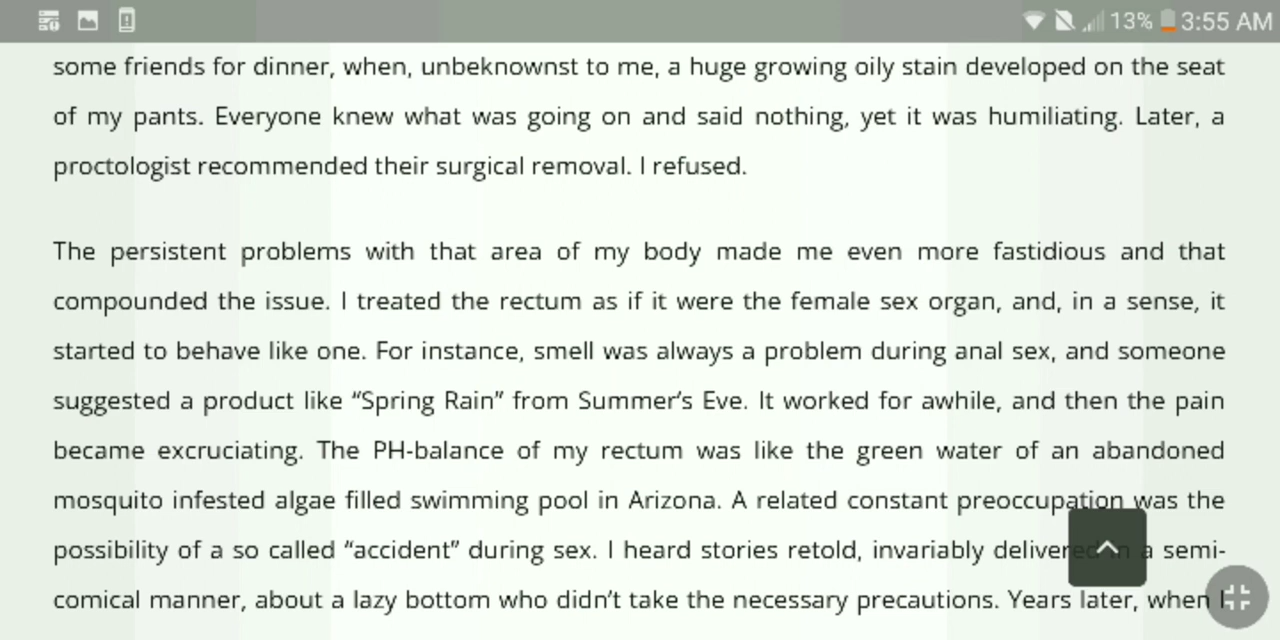 13% 3:55 AM
some friends for dinner, when, unbeknownst to me, a huge growing oily stain developed on the seat
of my pants. Everyone knew what was going on and said nothing, yet it was humiliating. Later, a
proctologist recommended their surgical removal. I refused.
The persistent problems with that area of my body made me even more fastidious and that
compounded the issue. I treated the rectum as if it were the female sex organ, and, in a sense, it
started to behave like one. For instance, smell was always a problem during anal sex, and someone
suggested a product like “Spring Rain” from Summer’s Eve. It worked for awhile, and then the pain
became excruciating. The PH-balance of my rectum was like the green water of an abandoned
mosquito infested algae filled swimming pool in Arizona. A related constant preoccupation was the
possibility of a so called “accident” during sex. I heard stories retold, invariably delivered in a semi-
comical manner, about a lazy bottom who didn’t take the necessary precautions. Years later, when I